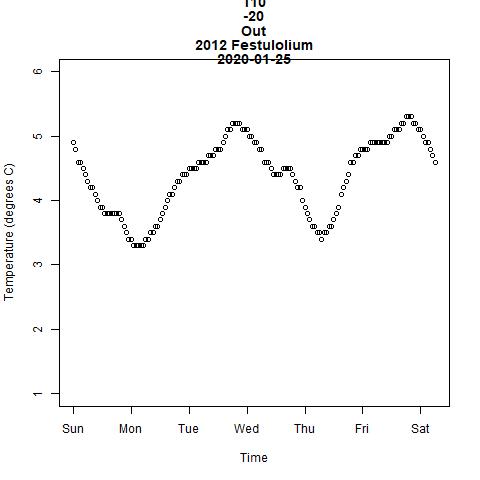 110
-20
Out
2012 Festulolium
2020-01-25
6
5
4
3
2
1
Temperature (degrees C)
Sun Mon Tue Wed Thu Fri Sat
Time